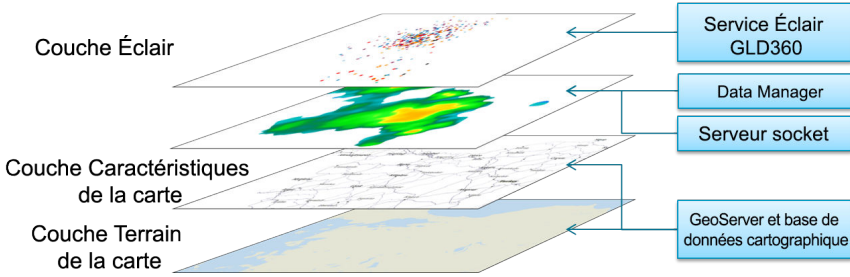 Couche Éclair
Service Éclair
GLD360
Data Manager
Serveur socket
Couche Caractéristiques
de la carte
Couche Terrain
de la carte
GeoServer et base de
données cartographique